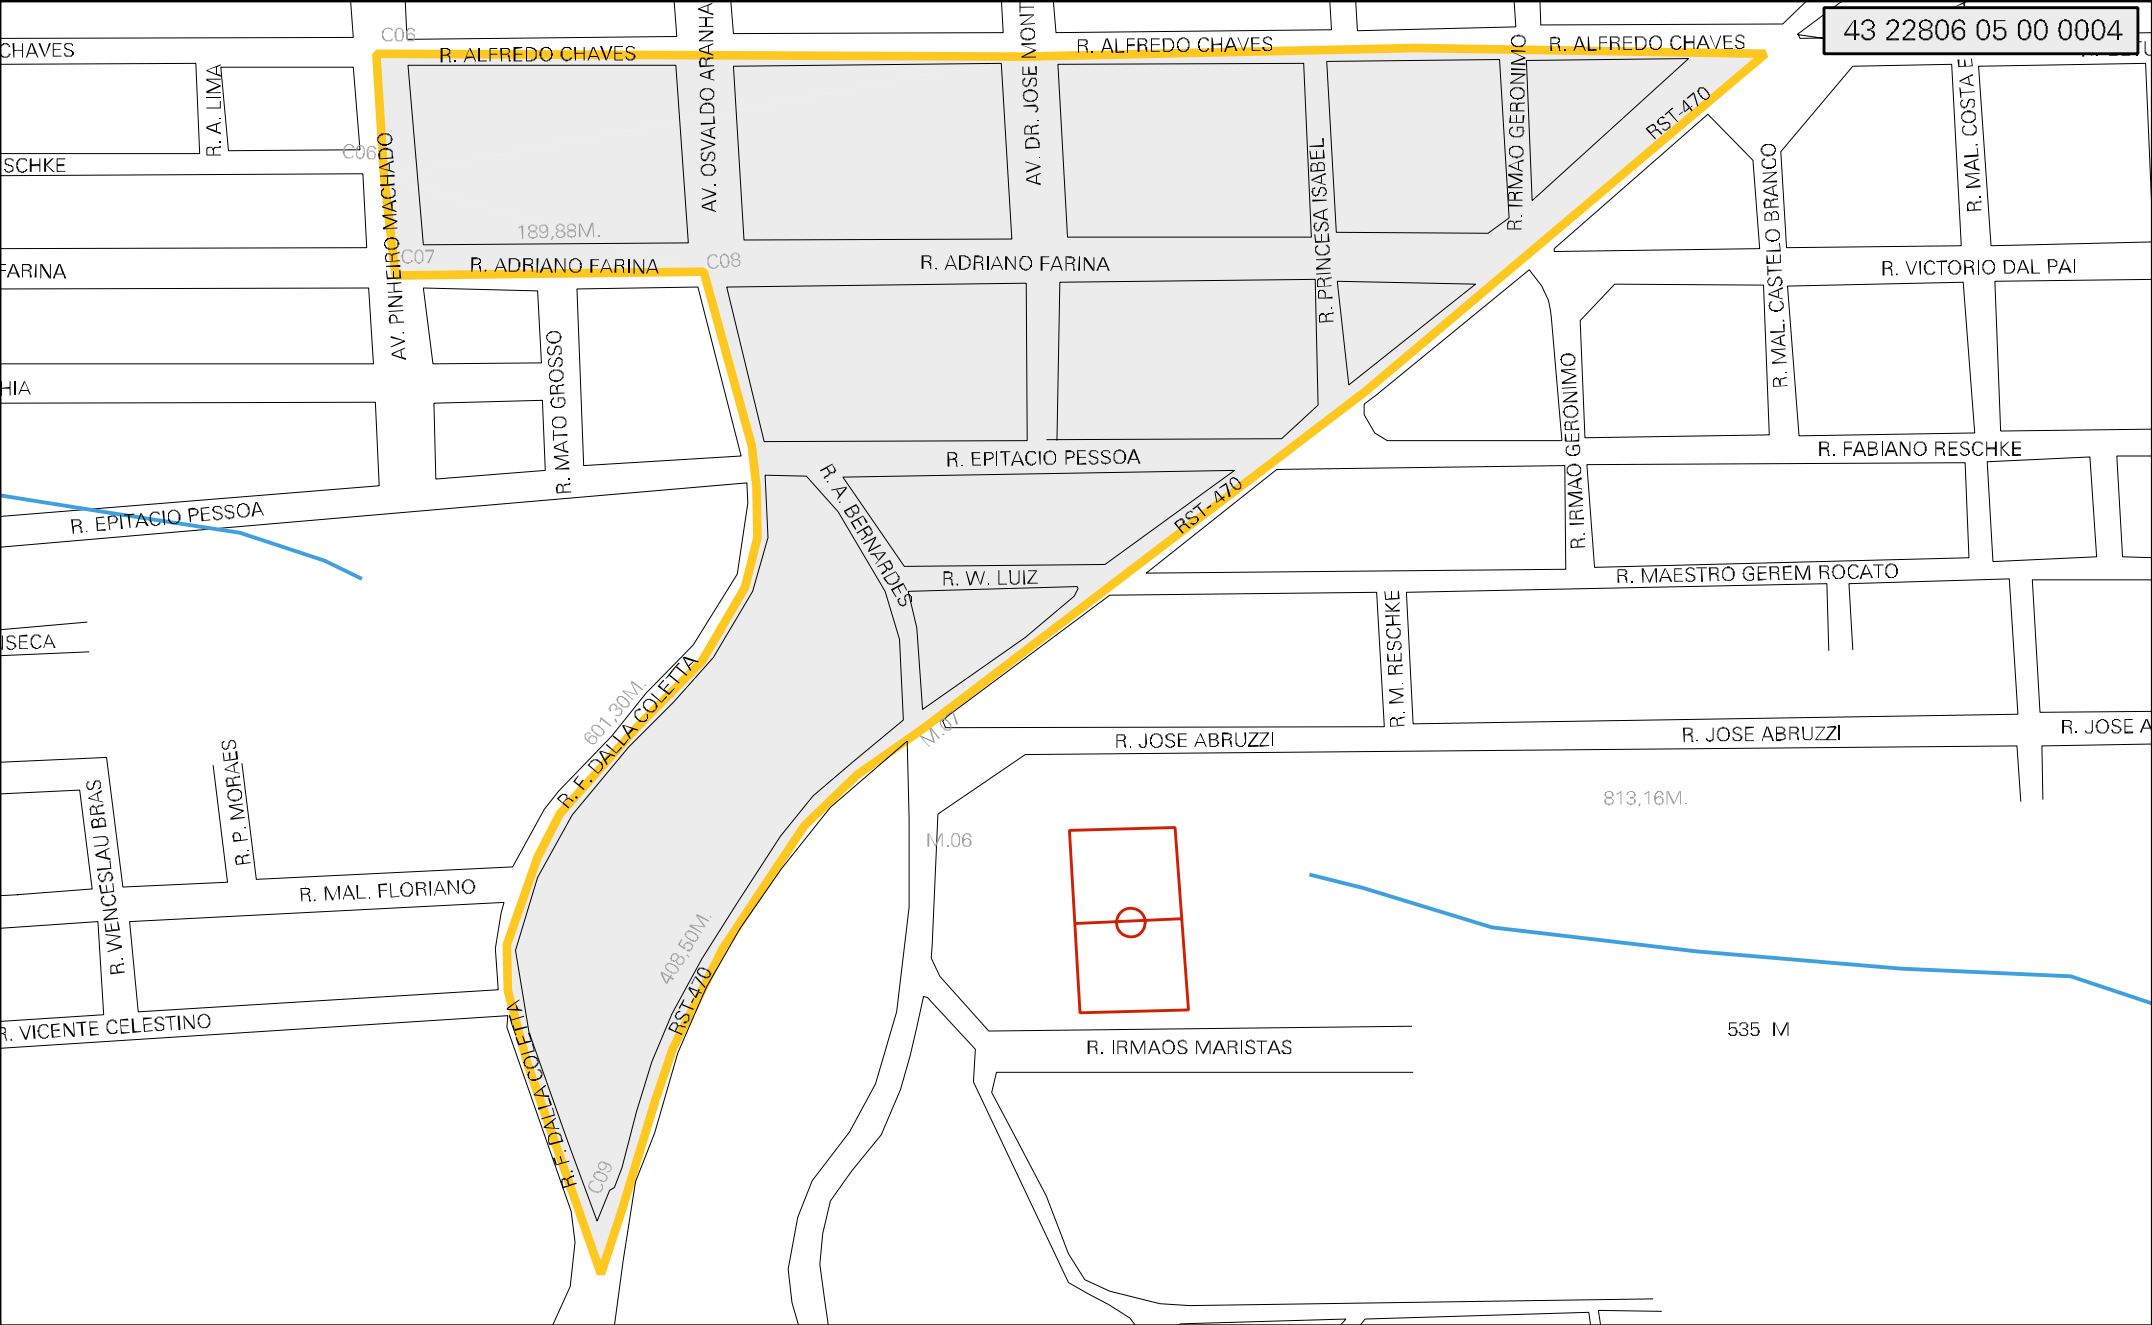 43 22806 05 00 0004
C06
CHAVES
R. ALFREDO CHAVES
R. ALFREDO CHAVES
R. ALFREDO CHAVES
R. A. LIMA
AV. OSVALDO ARANHA
AV. DR. JOSE MONT
R. IRMAO GERONIMO
RST-470
R. MAL. COSTA E
C06
SCHKE
AV. PINHEIRO MACHADO
R. PRINCESA ISABEL
R. MAL. CASTELO BRANCO
189,88M.
C07
C08
FARINA
R. ADRIANO FARINA
R. ADRIANO FARINA
R. VICTORIO DAL PAI
HIA
R. MATO GROSSO
R. IRMAO GERONIMO
R. EPITACIO PESSOA
R. FABIANO RESCHKE
R. EPITACIO PESSOA
R. A. BERNARDES
RST-470
R. W. LUIZ
R. MAESTRO GEREM ROCATO
NSECA
R. M. RESCHKE
601,30M.
R. F. DALLA COLETTA
M.07
R. JOSE ABRUZZI
R. JOSE ABRUZZI
R. JOSE A
R. P. MORAES
R. WENCESLAU BRAS
813,16M.
M.06
R. MAL. FLORIANO
408,50M.
RST-470
R. VICENTE CELESTINO
535 M
R. IRMAOS MARISTAS
R. F. DALLA COLETTA
C09